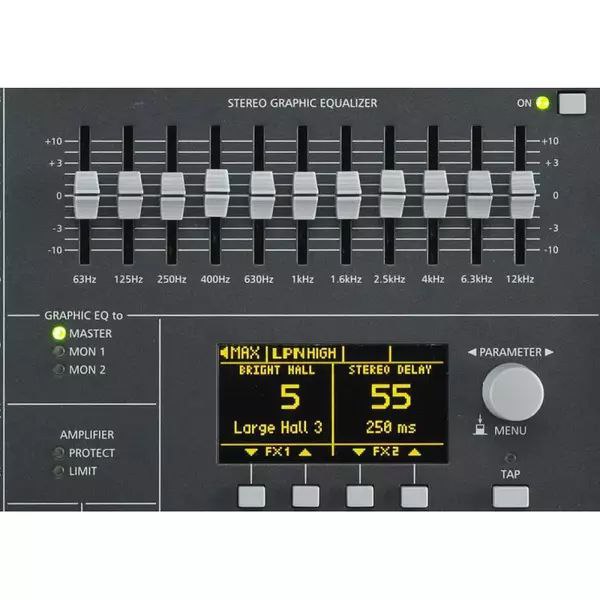 STEREO GRAPHIC EQUALIZER
ON
+10 +10
+3 +3
0 0
-3 -3
-10 -10
63Hz 125Hz 250Hz 400Hz 630Hz 1kHz 1.6kHz 2.5kHz 4kHz 6.3kHz 12kHz
GRAPHIC EQ to
MASTER
MON 1
MON 2
AMPLIFIER
PROTECT
LIMIT
MAX LPN HIGH
BRIGHT HALL STEREO DELAY
5 55
Large Hall 3 250 ms
FX1 FX2
PARAMETER
MENU
TAP